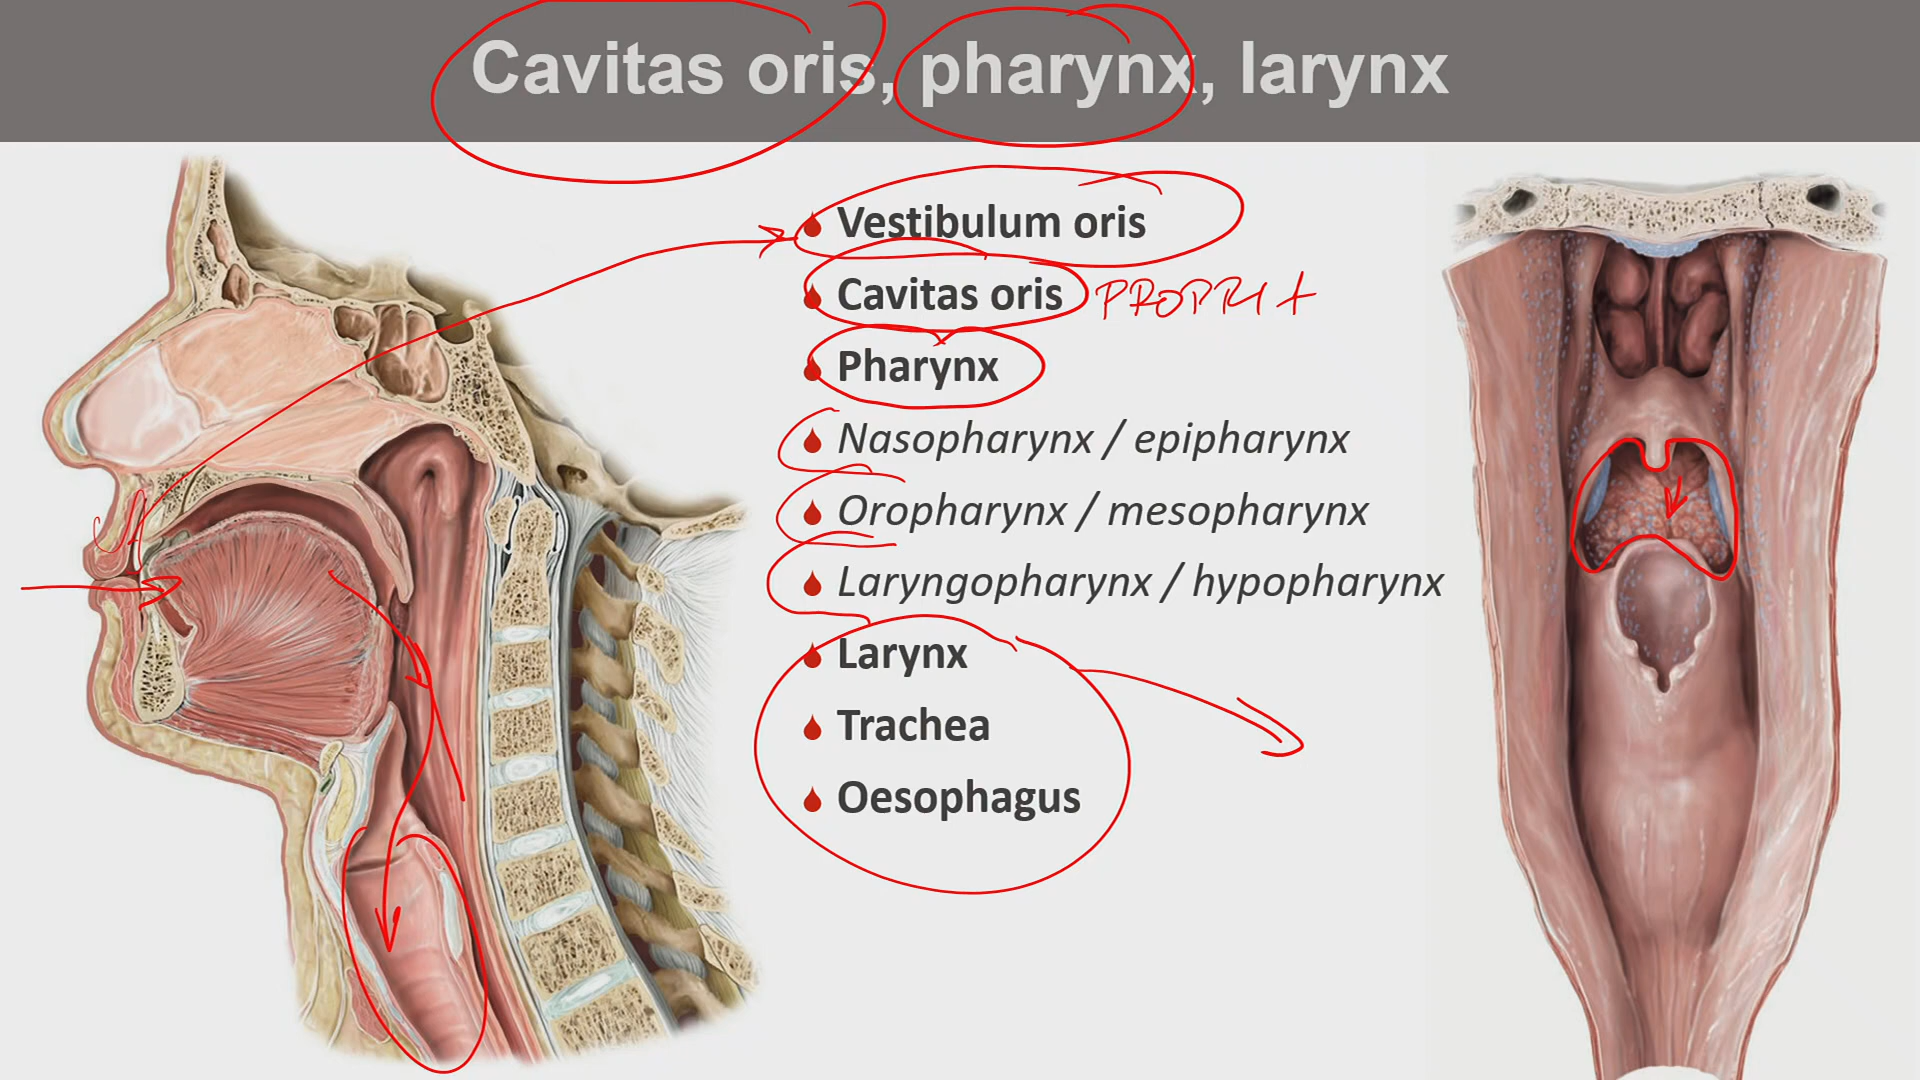 Cavitas oris, pharynx, larynx
Vestibulum oris
Cavitas oris PROPRIA
Pharynx
Nasopharynx / epipharynx
Oropharynx / mesopharynx
Laryngopharynx / hypopharynx
Larynx
Trachea
Oesophagus